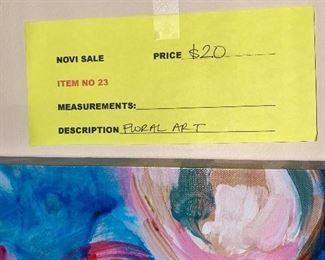 NOVI SALE PRICE $20
ITEM NO 23
MEASUREMENTS:
DESCRIPTION FLORAL ART